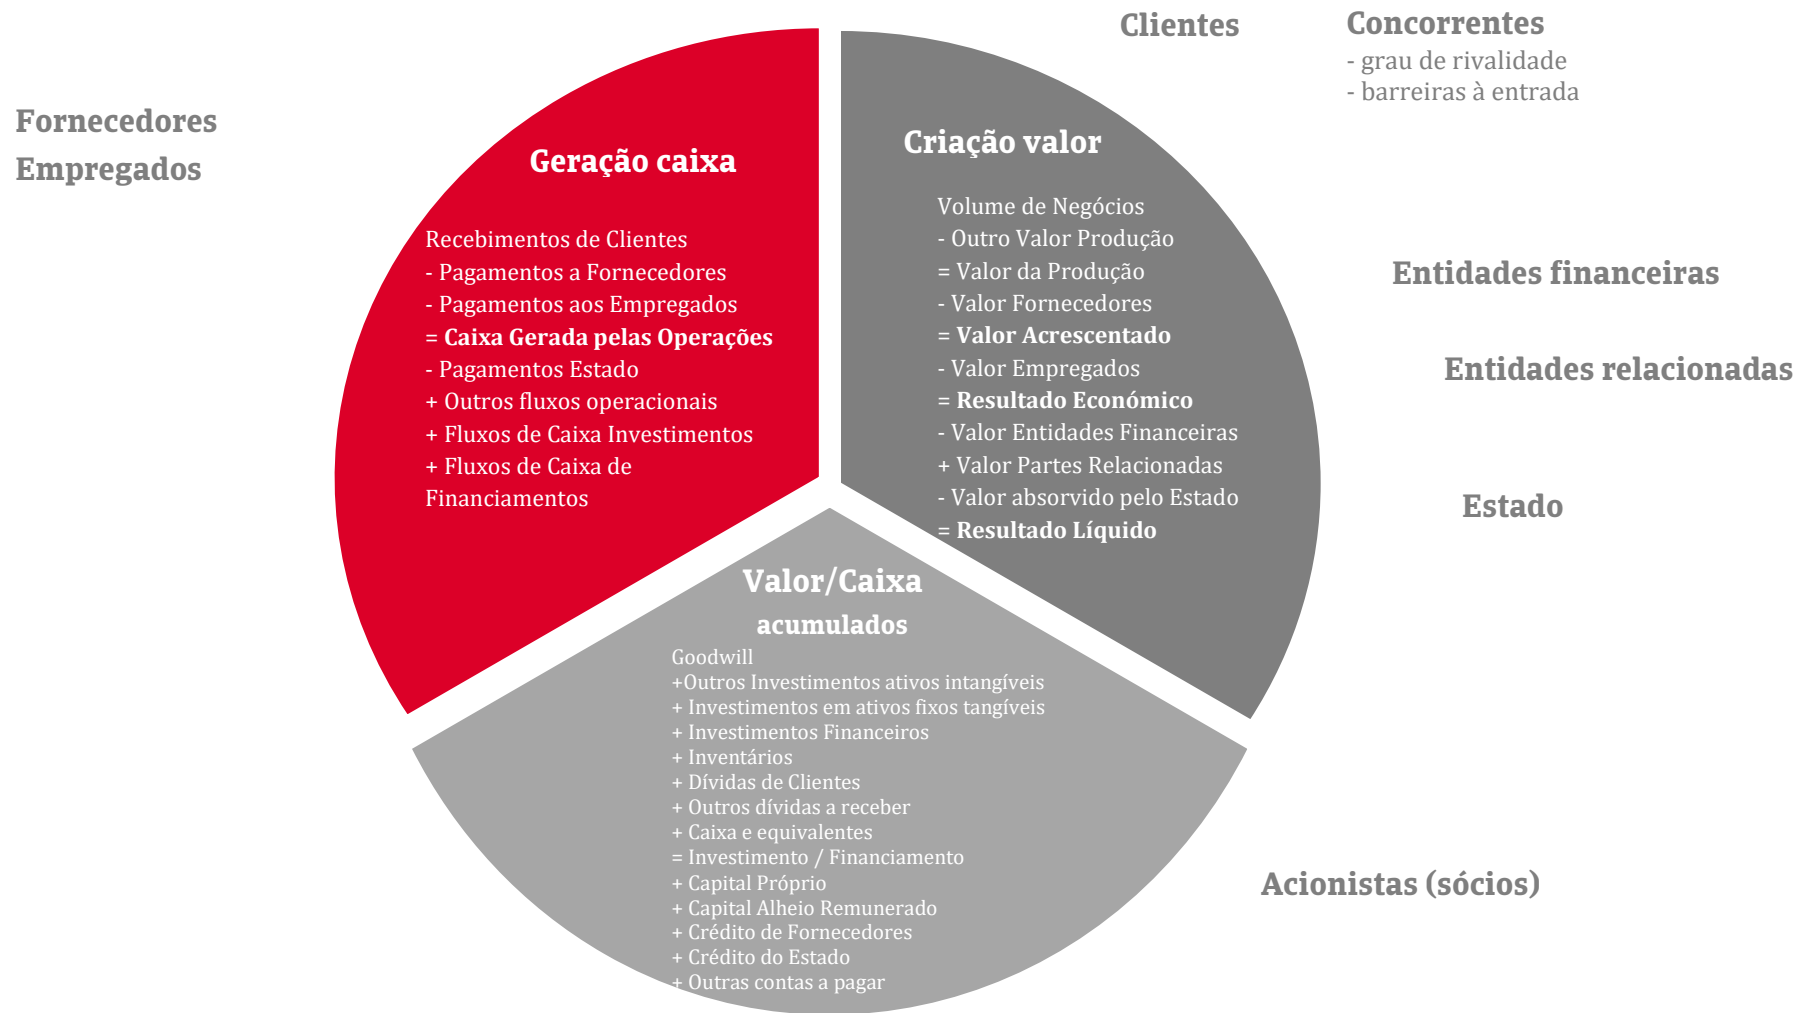 Clientes
Concorrentes
- grau de rivalidade
- barreiras à entrada
Fornecedores
Empregados
Geração caixa
Recebimentos de Clientes
- Pagamentos a Fornecedores
- Pagamentos aos Empregados
= Caixa Gerada pelas Operações
- Pagamentos Estado
+ Outros fluxos operacionais
+ Fluxos de Caixa Investimentos
+ Fluxos de Caixa de
Financiamentos
Criação valor
Volume de Negócios
- Outro Valor Produção
= Valor da Produção
- Valor Fornecedores
= Valor Acrescentado
- Valor Empregados
= Resultado Económico
- Valor Entidades Financeiras
+ Valor Partes Relacionadas
- Valor absorvido pelo Estado
= Resultado Líquido
Entidades financeiras
Entidades relacionadas
Estado
Valor/Caixa
acumulados
Goodwill
+Outros Investimentos ativos intangíveis
+ Investimentos em ativos fixos tangíveis
+ Investimentos Financeiros
+ Inventários
+ Dívidas de Clientes
+ Outros dívidas a receber
+ Caixa e equivalentes
= Investimento / Financiamento
+ Capital Próprio
+ Capital Alheio Remunerado
+ Crédito de Fornecedores
+ Crédito do Estado
+ Outras contas a pagar
Acionistas (sócios)